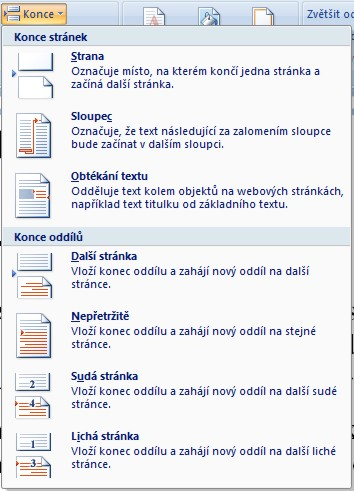 Konce
Zvětšit od
Konce stránek
Strana
Označuje místo, na kterém končí jedna stránka a
začíná další stránka.
Sloupec
Označuje, že text následující za zalomením sloupce
bude začínat v dalším sloupci.
Obtékání textu
Odděluje text kolem objektů na webových stránkách,
například text titulku od základního textu.
Konce oddílů
Další stránka
Vloží konec oddílu a zahájí nový oddíl na další
stránce.
Nepřetržitě
Vloží konec oddílu a zahájí nový oddíl na stejné
stránce.
Sudá stránka
Vloží konec oddílu a zahájí nový oddíl na další sudé
stránce.
2
4
Lichá stránka
Vloží konec oddílu a zahájí nový oddíl na další liché
stránce.
1
3